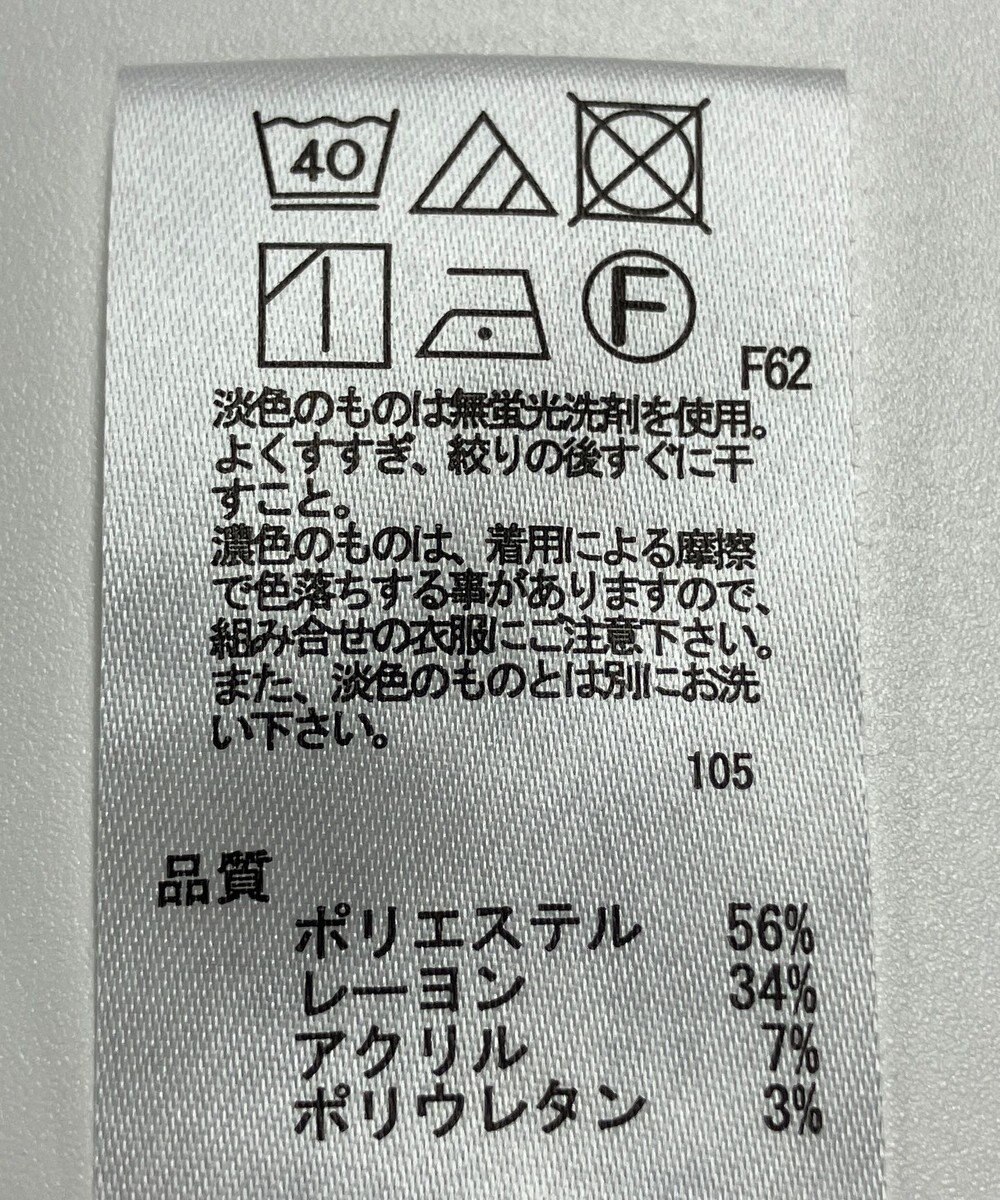 40
F
F62
淡色のものは無蛍光洗剤を使用。
よくすすぎ、絞りの後すぐに干
すこと。
濃色のものは、着用による摩擦
で色落ちする事がありますので、
組み合せの衣服にご注意下さい。
また、淡色のものとは別にお洗
い下さい。
105
品質
ポリエステル 56%
レーヨン 34%
アクリル 7%
ポリウレタン 3%